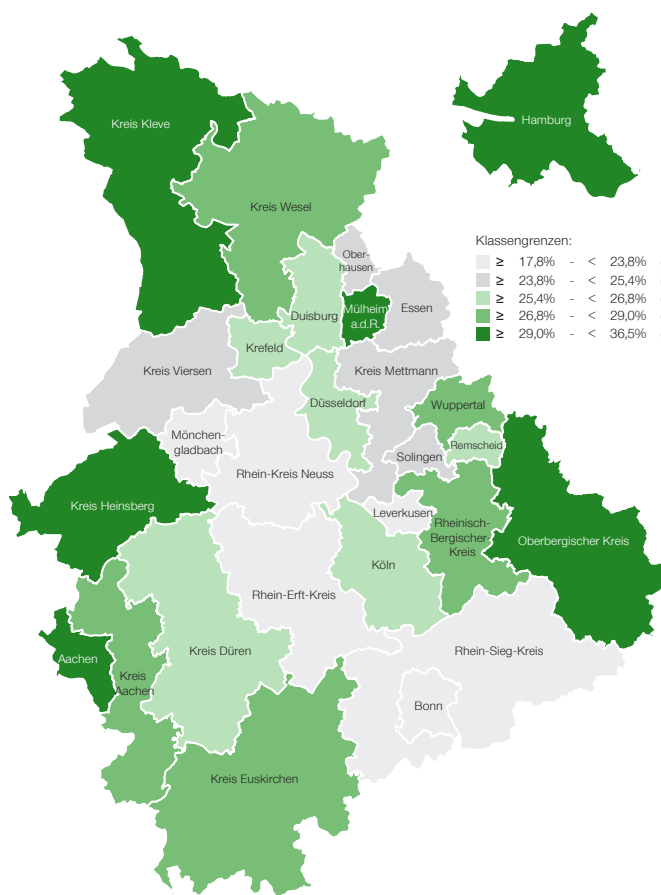 Kreis Kleve
Hamburg
Kreis Wesel
Klassengrenzen:
≥ 17,8% - < 23,8%
≥ 23,8% - < 25,4%
≥ 25,4% - < 26,8%
≥ 26,8% - < 29,0%
≥ 29,0% - < 36,5%
Ober-
hausen
Mülheim
a.d.R.
Essen
Duisburg
Krefeld
Kreis Viersen
Kreis Mettmann
Düsseldorf
Wuppertal
Mönchen-
gladbach
Remscheid
Solingen
Rhein-Kreis Neuss
Kreis Heinsberg
Leverkusen
Rheinisch-
Bergischer-
Kreis
Oberbergischer Kreis
Köln
Rhein-Erft-Kreis
Aachen
Kreis Düren
Rhein-Sieg-Kreis
Kreis
Aachen
Bonn
Kreis Euskirchen